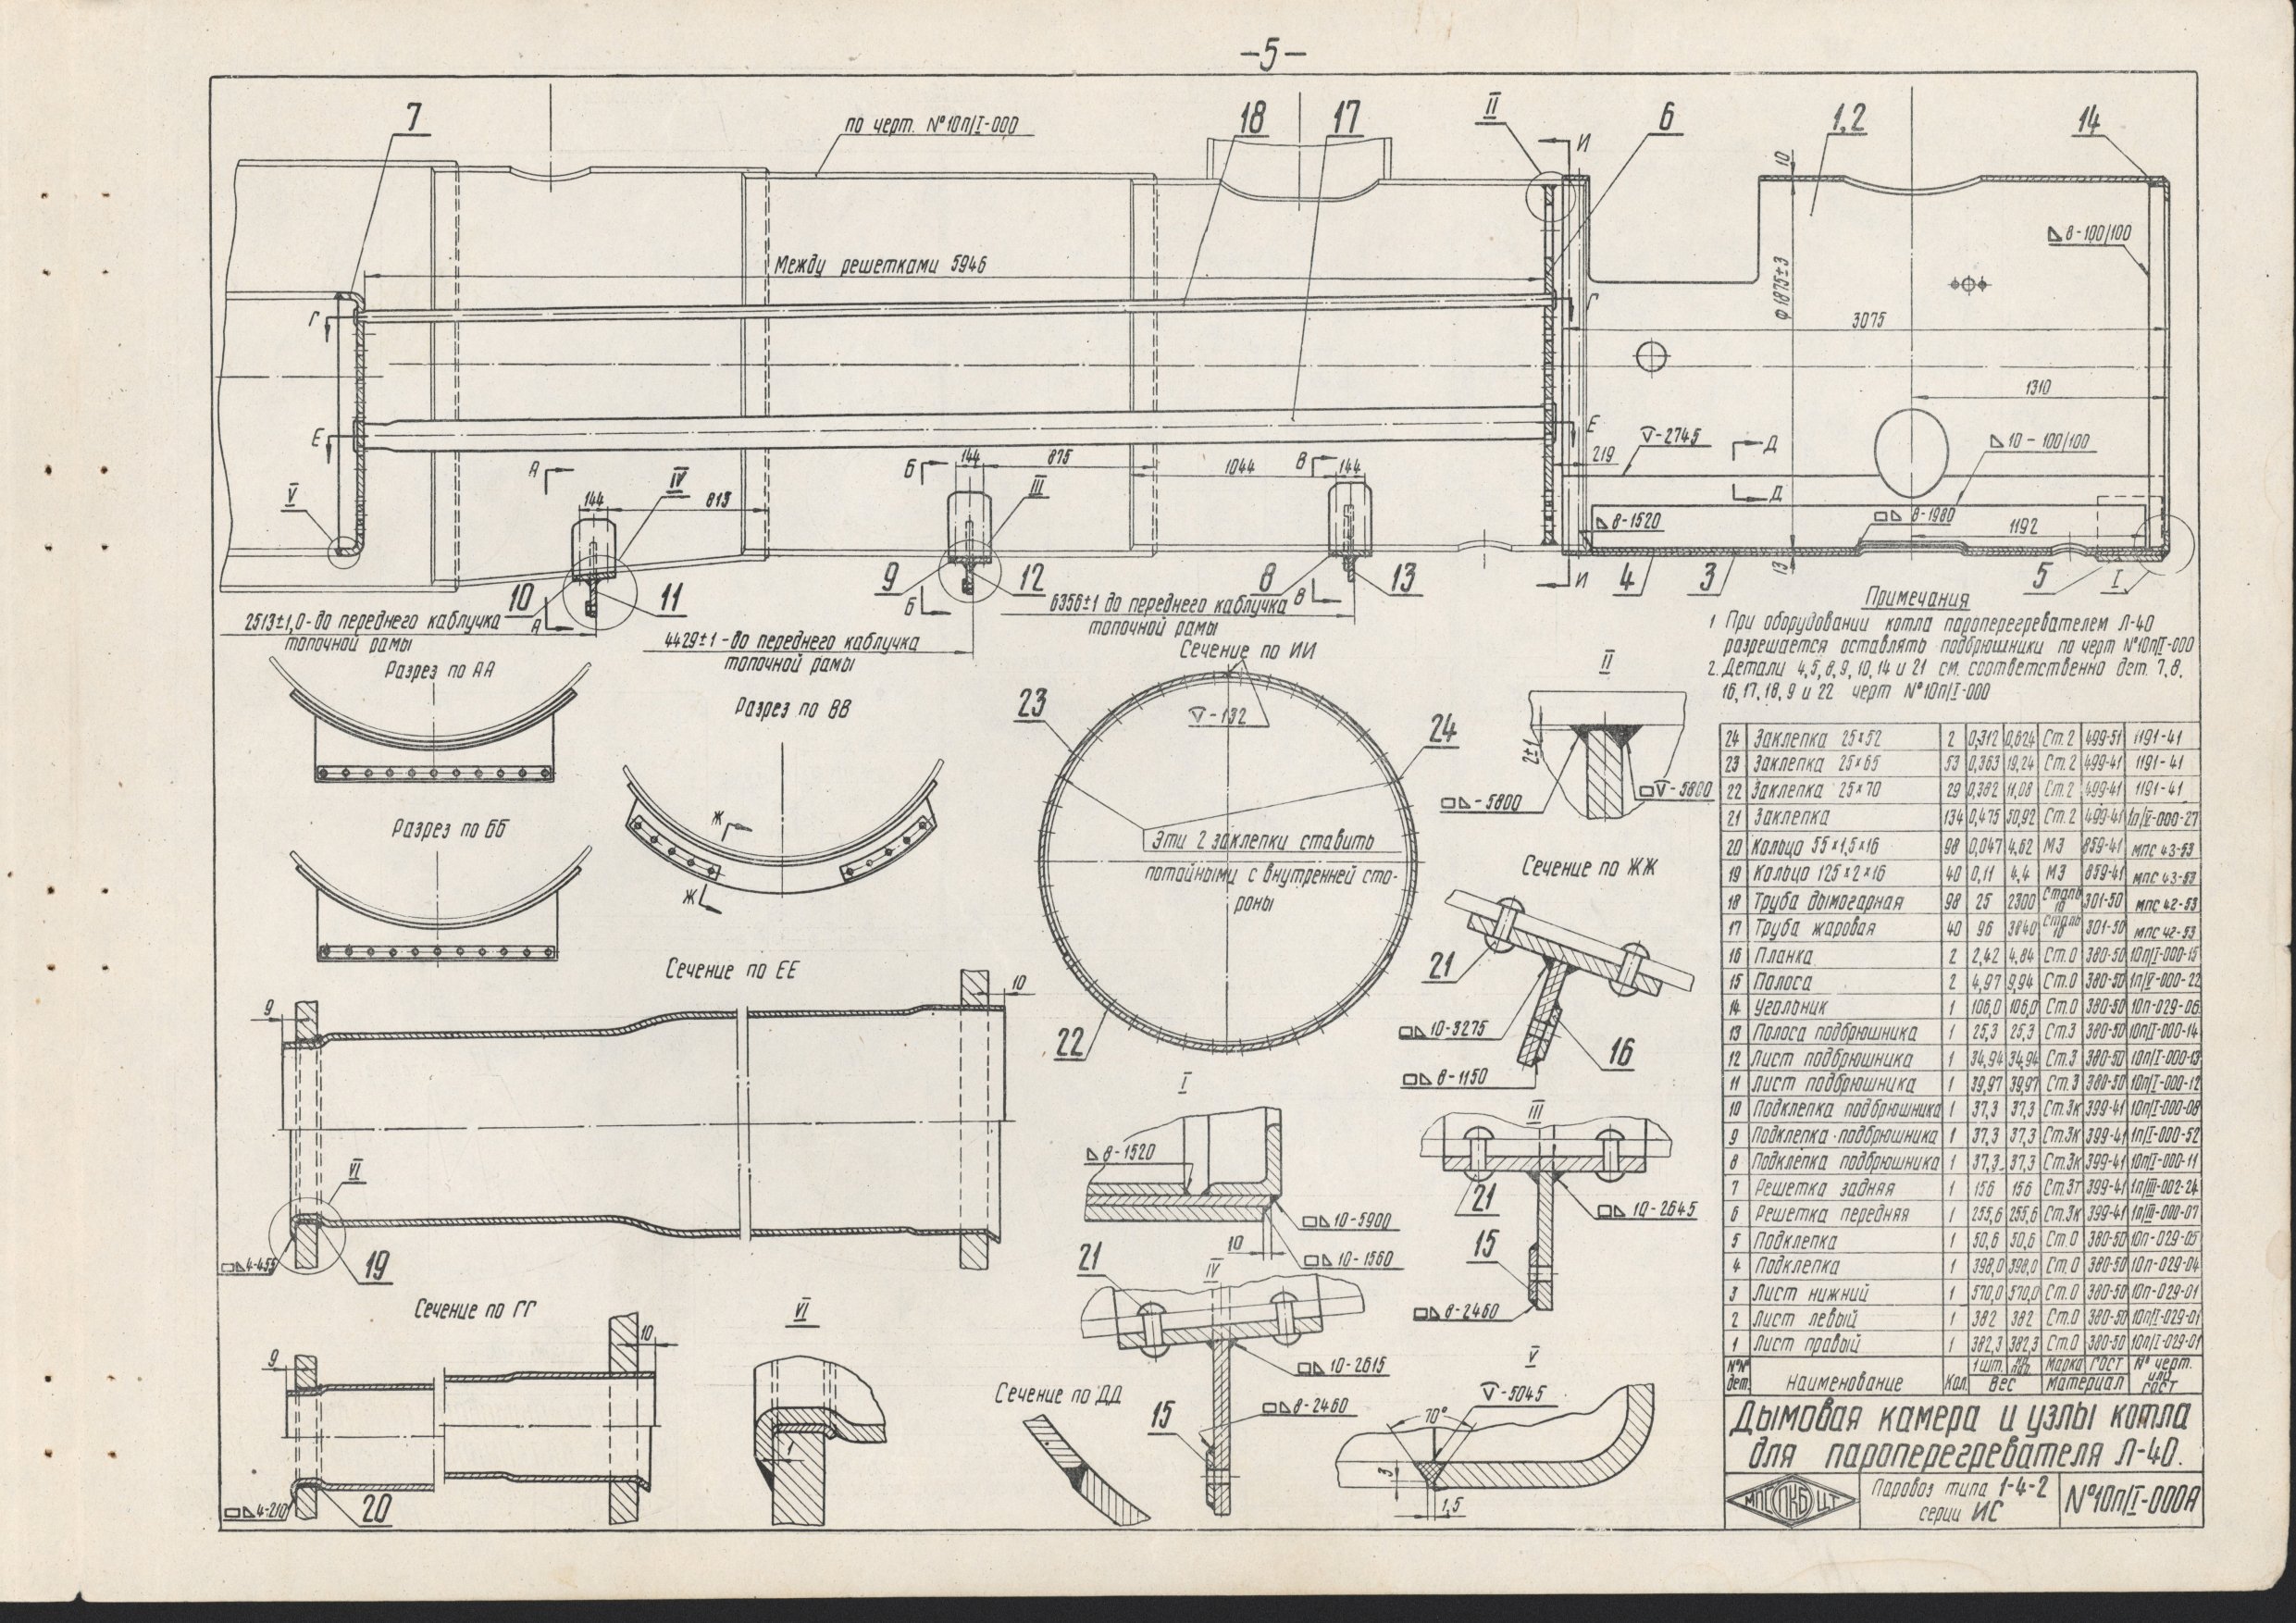 -5-
7
по черт. №10п/I-000
18
17
II
И
6
1,2
14
10
8-100/100
Между решетками 5946
φ1875±3
3075
Г
Г
1310
Е
Е
V-2745
Д
10-100/100
219
А
IV
Б
144
875
III
1044
В
144
V
144
813
Д
8-1520
8-1980
1192
10
11
9
12
8
13
И
4
3
13
5
I
А
Б
В
2513±1,0-до переднего каблучка
топочной рамы
4429±1-до переднего каблучка
топочной рамы
6356±1 до переднего каблучка
топочной рамы
Примечания
1 При оборудовании котла пароперегревателем Л-40
разрешается оставлять подбрюшники по черт №10п/I-000
2. Детали 4,5,8,9,10,14 и 21 см. соответственно дет. 7,8,
16,17,18,9 и 22 черт №10п/I-000
Разрез по АА
Разрез по ВВ
Разрез по ББ
Ж
Ж
Сечение по ИИ
V-132
23
24
22
Эти 2 заклепки ставить
потайными с внутренней сто-
роны
II
2±1
-5800
V-5800
Сечение по ЖЖ
21
10-3275
16
8-1150
Сечение по ЕЕ
9
10
VI
4-455
19
Сечение по ГГ
9
10
4-210
20
VI
1
I
8-1520
10-5900
10
10-1560
III
21
10-2645
15
8-2460
IV
21
10-2615
8-2460
15
Сечение по ДД
V
V-5045
70°
3
1,5
24 Заклепка 25×52 2 0,312 0,624 Ст.2 499-51 1191-41
23 Заклепка 25×65 53 0,363 19,24 Ст.2 499-41 1191-41
22 Заклепка 25×70 29 0,382 11,08 Ст.2 499-41 1191-41
21 Заклепка 134 0,475 50,92 Ст.2 499-41 1п/V-000-27
20 Кольцо 55×1,5×16 98 0,047 4,62 М3 859-41 МПС 43-53
19 Кольцо 125×2×16 40 0,11 4,4 М3 859-41 МПС 43-53
18 Труба дымогарная 98 25 2300 Сталь 10 301-50 МПС 42-53
17 Труба жаровая 40 96 3840 Сталь 10 301-50 МПС 42-53
16 Планка 2 2,42 4,84 Ст.0 380-50 10п/I-000-15
15 Полоса 2 4,97 9,94 Ст.0 380-50 1п/V-000-22
14 Угольник 1 106,0 106,0 Ст.0 380-50 10п-029-06
13 Полоса подбрюшника 1 25,3 25,3 Ст.3 380-50 10п/I-000-14
12 Лист подбрюшника 1 34,94 34,94 Ст.3 380-50 10п/I-000-13
11 Лист подбрюшника 1 39,97 39,97 Ст.3 380-50 10п/I-000-12
10 Подклепка подбрюшника 1 37,3 37,3 Ст.3к 399-41 10п/I-000-08
9 Подклепка подбрюшника 1 37,3 37,3 Ст.3к 399-41 1п/I-000-52
8 Подклепка подбрюшника 1 37,3 37,3 Ст.3к 399-41 10п/I-000-11
7 Решетка задняя 1 156 156 Ст.3т 399-41 1п/III-002-24
6 Решетка передняя 1 255,6 255,6 Ст.3к 399-41 1п/III-000-07
5 Подклепка 1 50,6 50,6 Ст.0 380-50 10п-029-05
4 Подклепка 1 398,0 398,0 Ст.0 380-50 10п-029-04
3 Лист нижний 1 570,0 570,0 Ст.0 380-50 10п-029-01
2 Лист левый 1 382 382 Ст.0 380-50 10п/I-029-01
1 Лист правый 1 382,3 382,3 Ст.0 380-50 10п/I-029-01
№№ дет. Наименование Кол. 1 шт. Вес Марка ГОСТ Материал № черт. или ГОСТ
Дымовая камера и узлы котла
для пароперегревателя Л-40.
МПС ПКБ ЦТ
Паровоз типа 1-4-2
серии ИС
№10п/I-000А